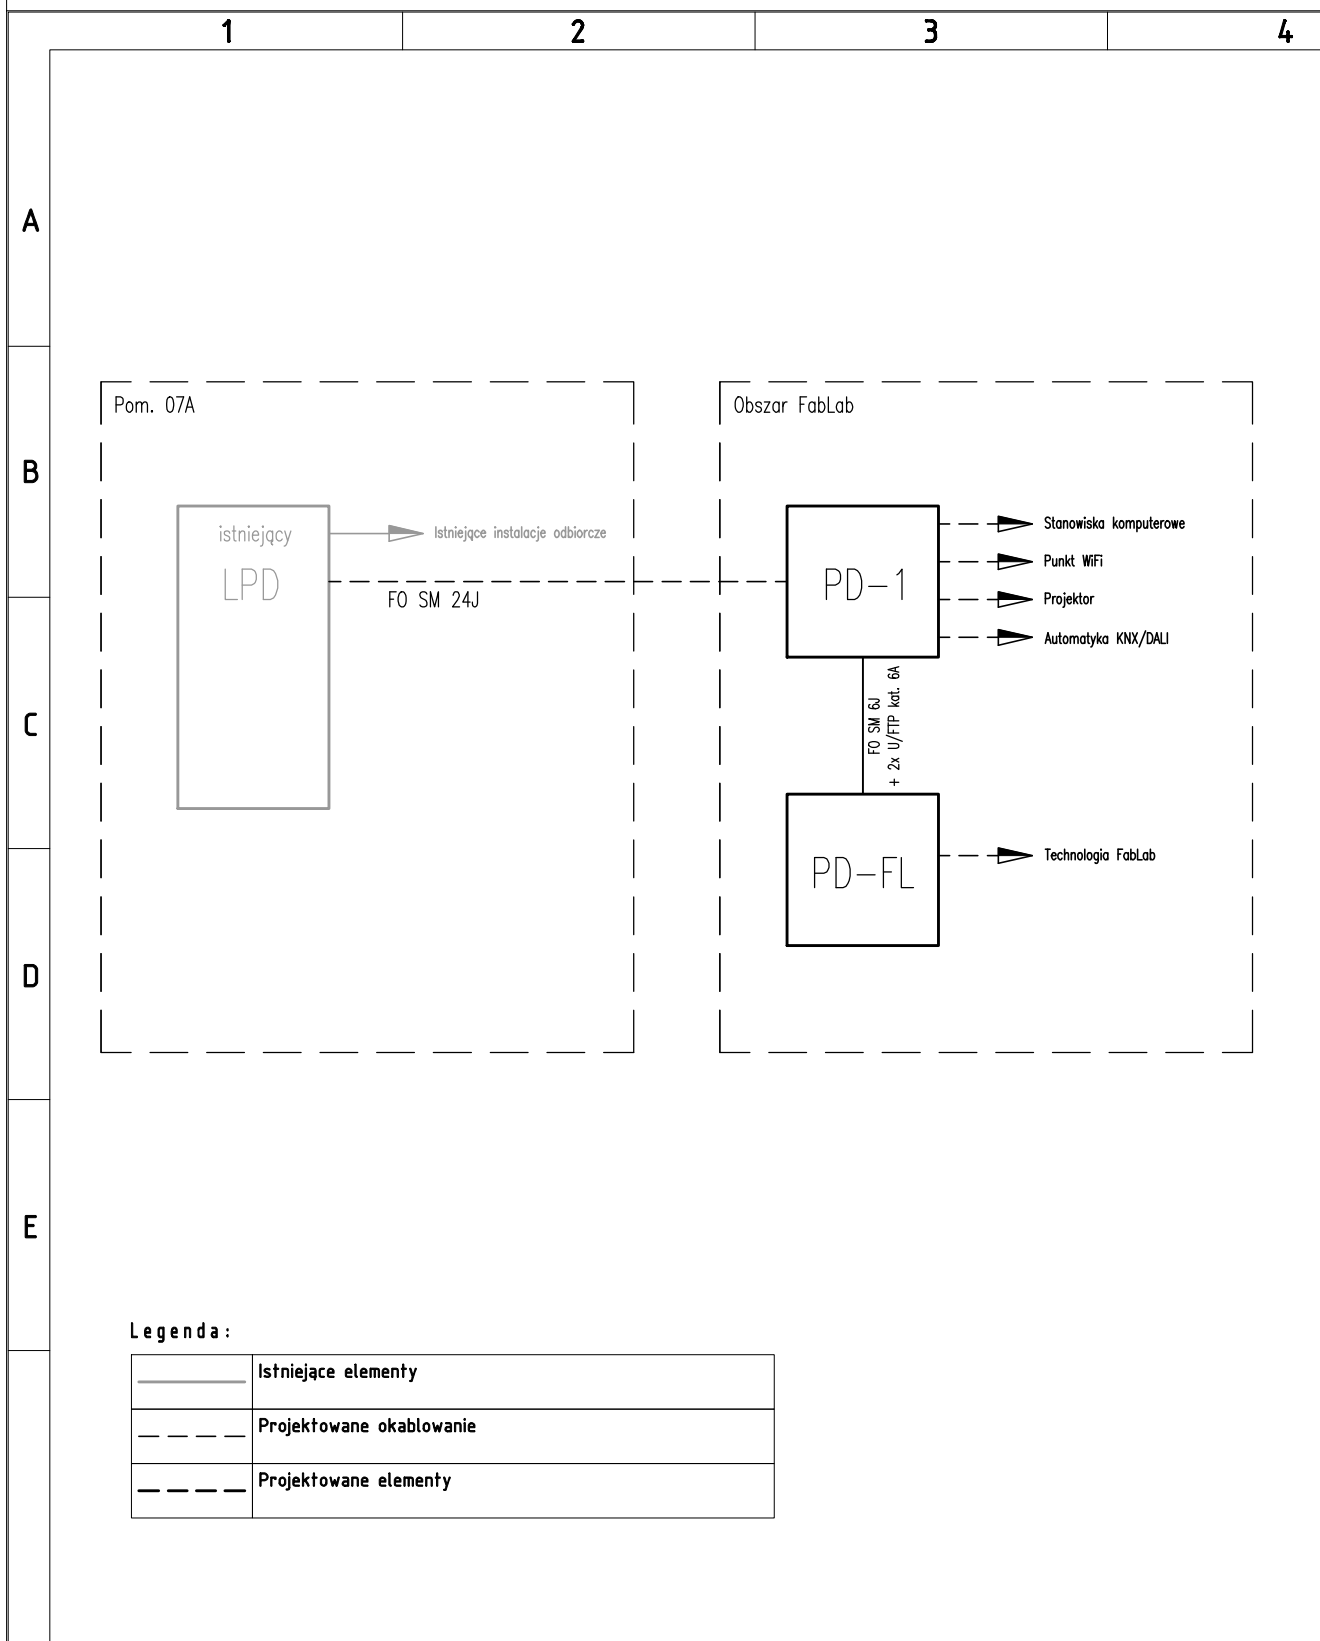 1 2 3 4
A
B
C
D
E
Pom. 07A
istniejący
LPD
Istniejące instalacje odbiorcze
FO SM 24J
Obszar FabLab
PD-1
Stanowiska komputerowe
Punkt WiFi
Projektor
Automatyka KNX/DALI
FO SM 6J
+ 2x U/FTP kat. 6A
PD-FL
Technologia FabLab
Legenda:
Istniejące elementy
Projektowane okablowanie
Projektowane elementy